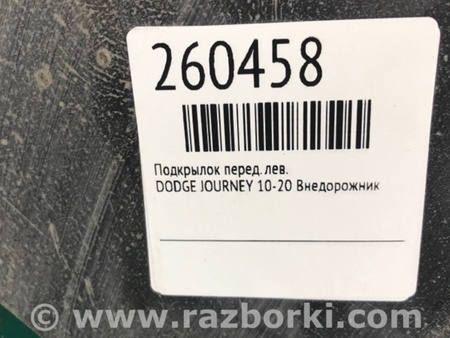 260458
Подкрылок перед. лев.
DODGE JOURNEY 10-20 Внедорожник
© www.razborki.com